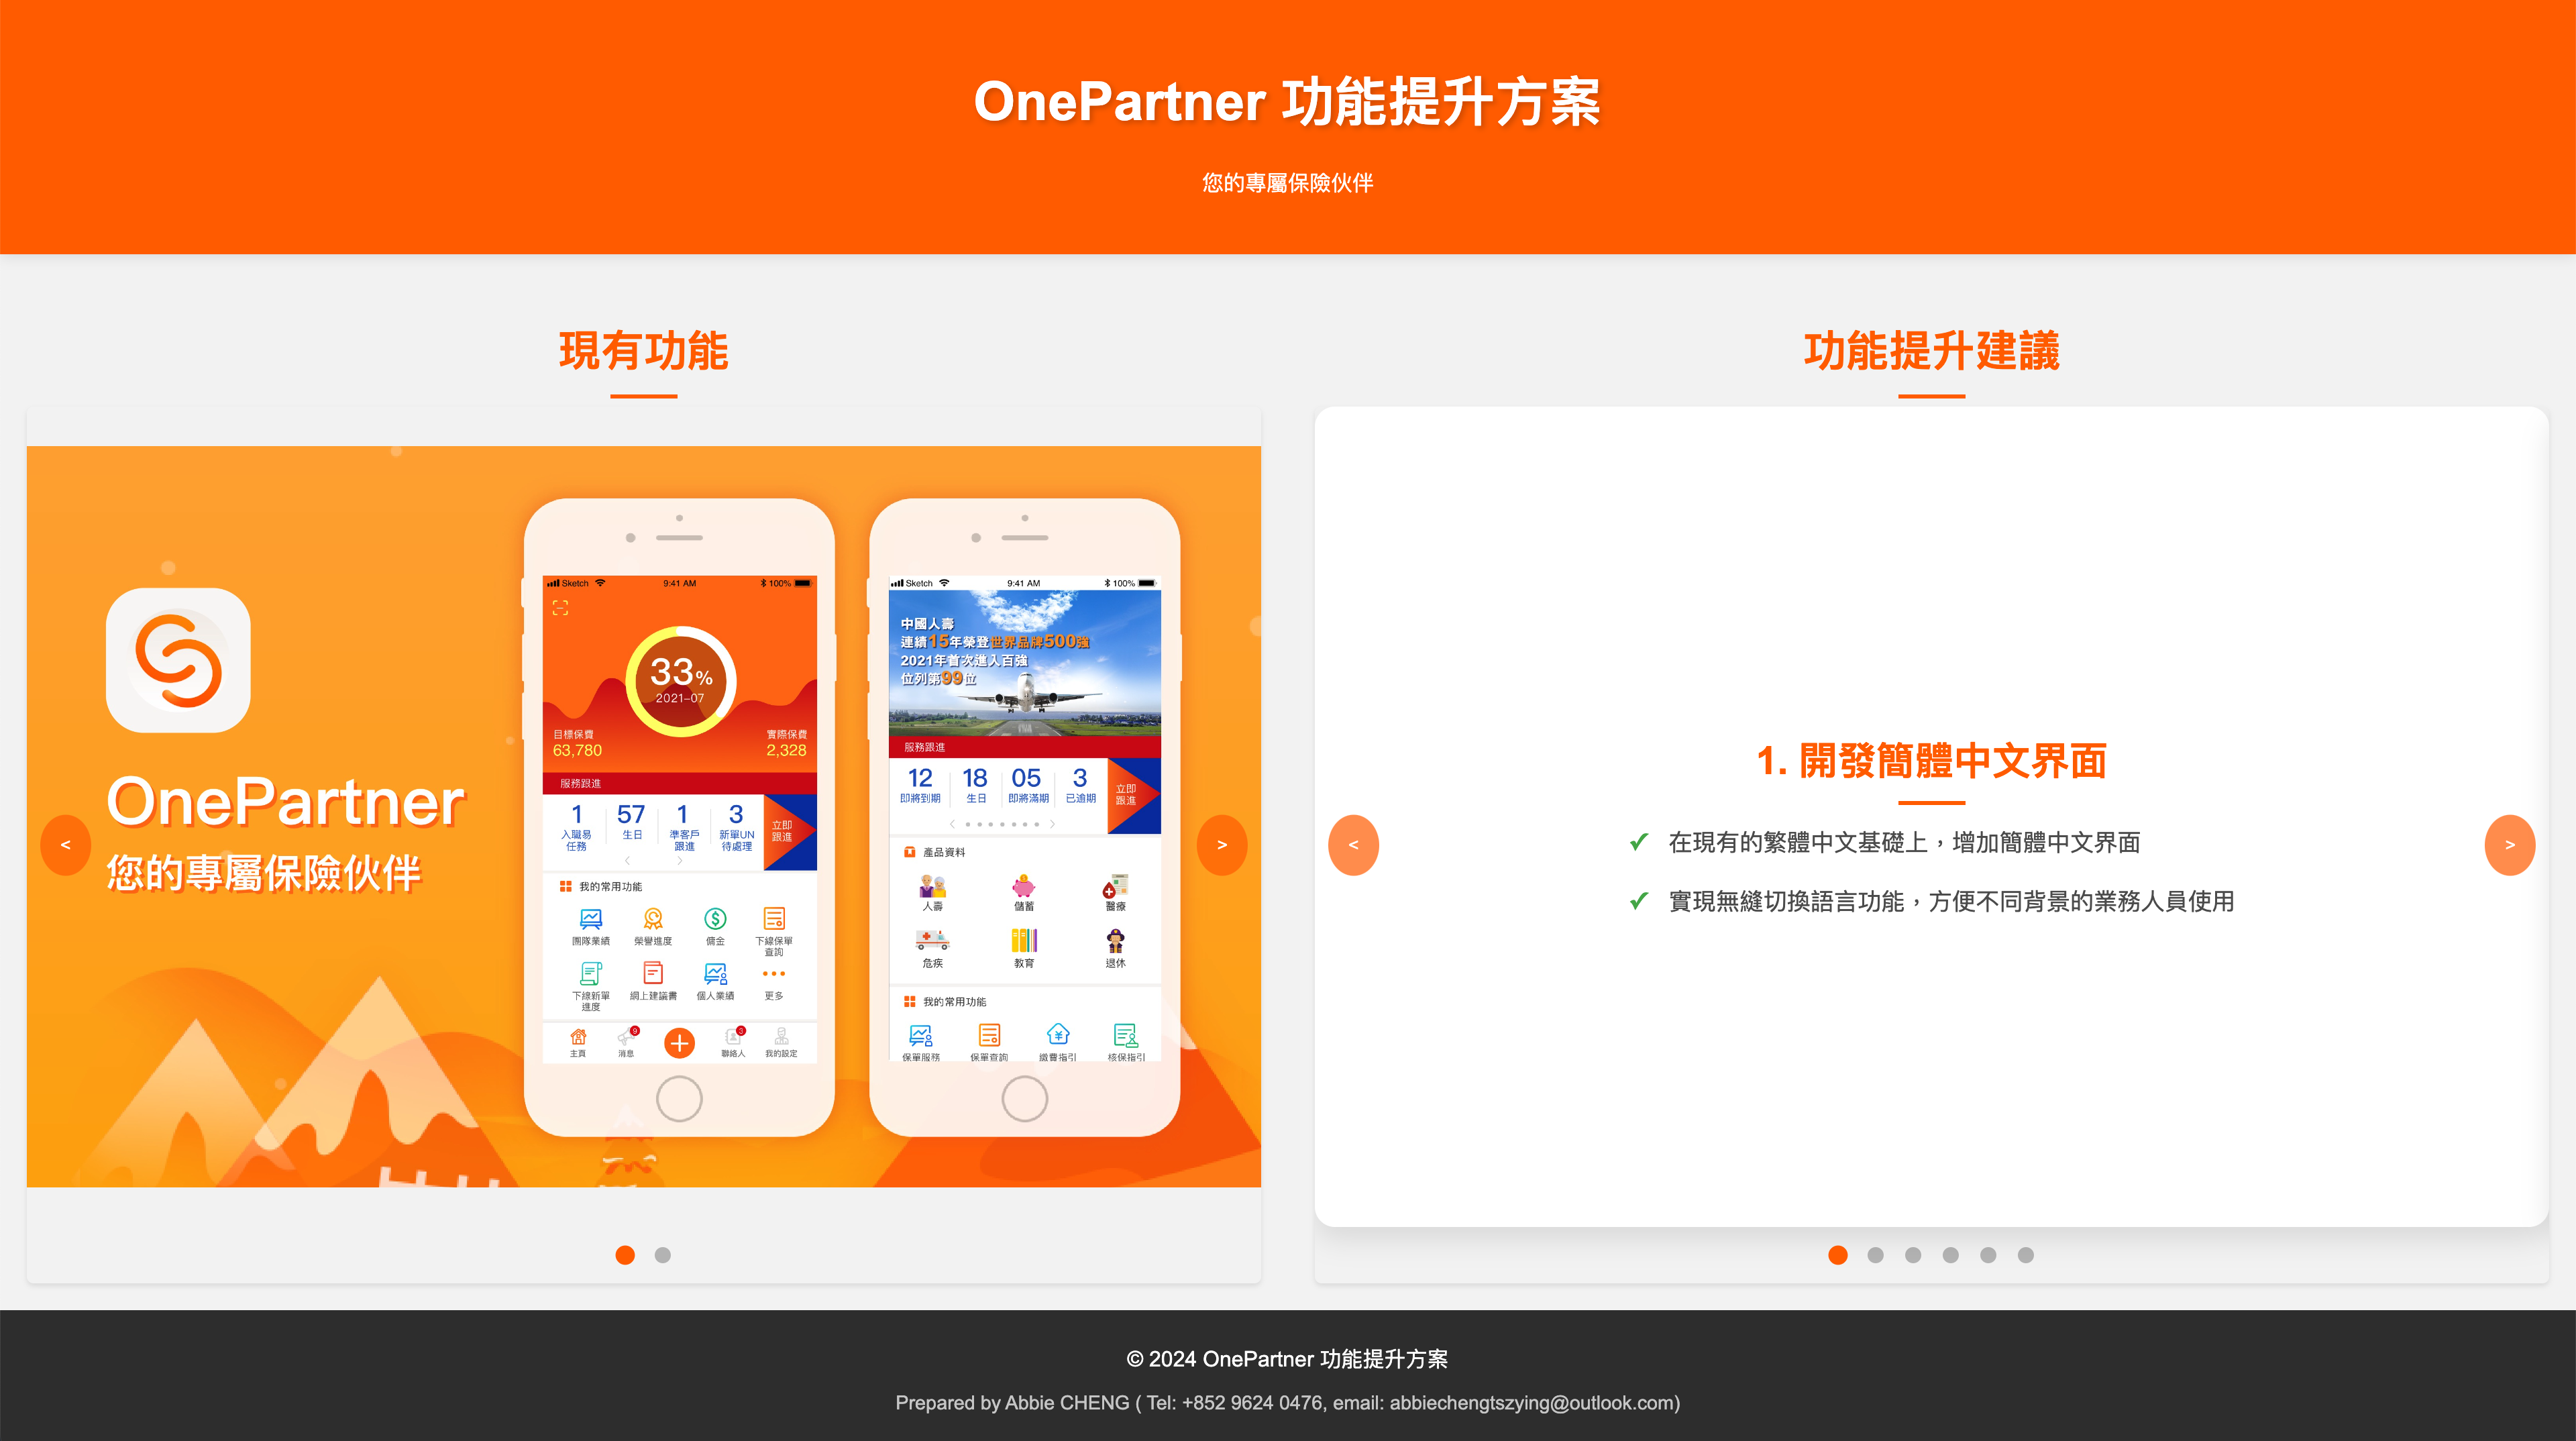 OnePartner 功能提升方案
您的專屬保險伙伴
現有功能
OnePartner
您的專屬保險伙伴
Sketch 9:41 AM 100%
33%
2021-07
目標保費 實際保費
63,780 2,328
服務跟進
1 57 1 3
入職易 生日 準客戶 新單UN 立即
任務 跟進 待處理 跟進
我的常用功能
團隊業績 榮譽進度 傭金 下線保單
查詢
下線新單 網上建議書 個人業績 更多
進度
9 3
主頁 消息 聯絡人 我的設定
Sketch 9:41 AM 100%
中國人壽
連續15年榮登世界品牌500強
2021年首次進入百強
位列第99位
服務跟進
12 18 05 3
即將到期 生日 即將滿期 已逾期
立即
跟進
產品資料
人壽 儲蓄 醫療
危疾 教育 退休
我的常用功能
保單服務 保單查詢 繳費指引 核保指引
< >
功能提升建議
1. 開發簡體中文界面
✓ 在現有的繁體中文基礎上，增加簡體中文界面
✓ 實現無縫切換語言功能，方便不同背景的業務人員使用
< >
© 2024 OnePartner 功能提升方案
Prepared by Abbie CHENG ( Tel: +852 9624 0476, email: abbiechengtszying@outlook.com)